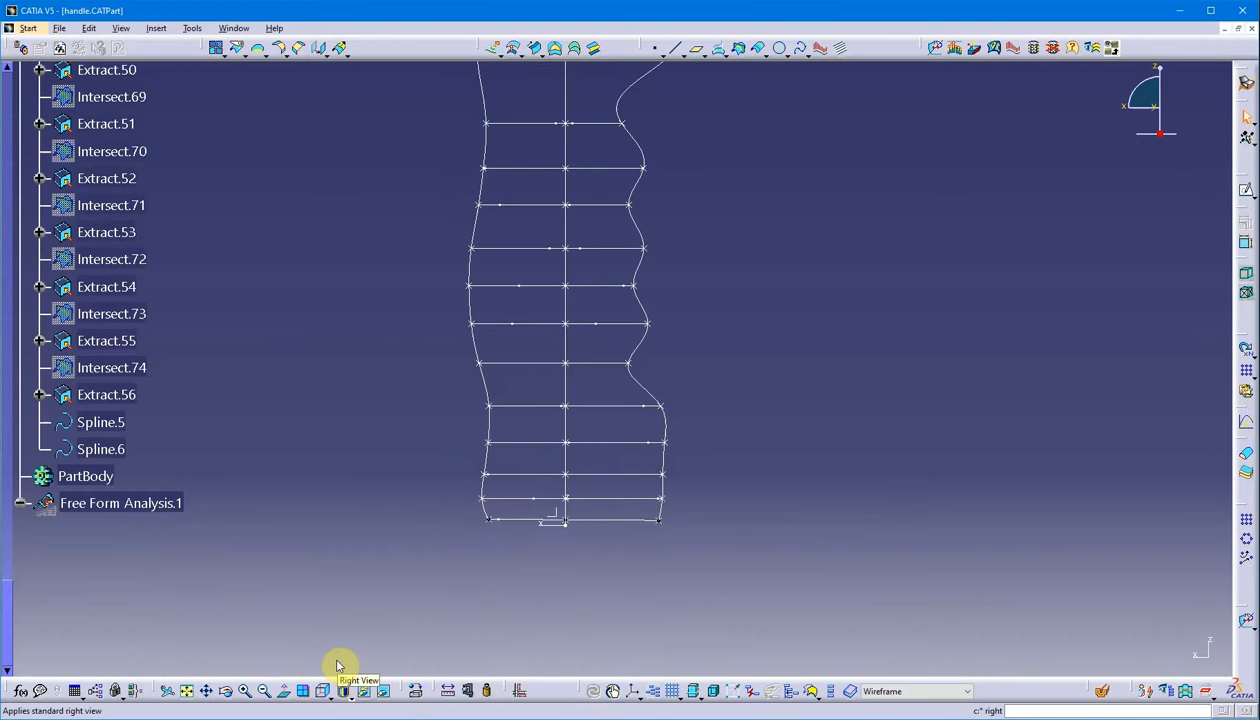 CATIA V5 - [handle.CATPart]
Start File Edit View Insert Tools Window Help
Extract.50
Intersect.69
Extract.51
Intersect.70
Extract.52
Intersect.71
Extract.53
Intersect.72
Extract.54
Intersect.73
Extract.55
Intersect.74
Extract.56
Spline.5
Spline.6
PartBody
Free Form Analysis.1
z
x
y
z
x
Right View
f(x)
Wireframe
CATIA
Applies standard right view
c:" right